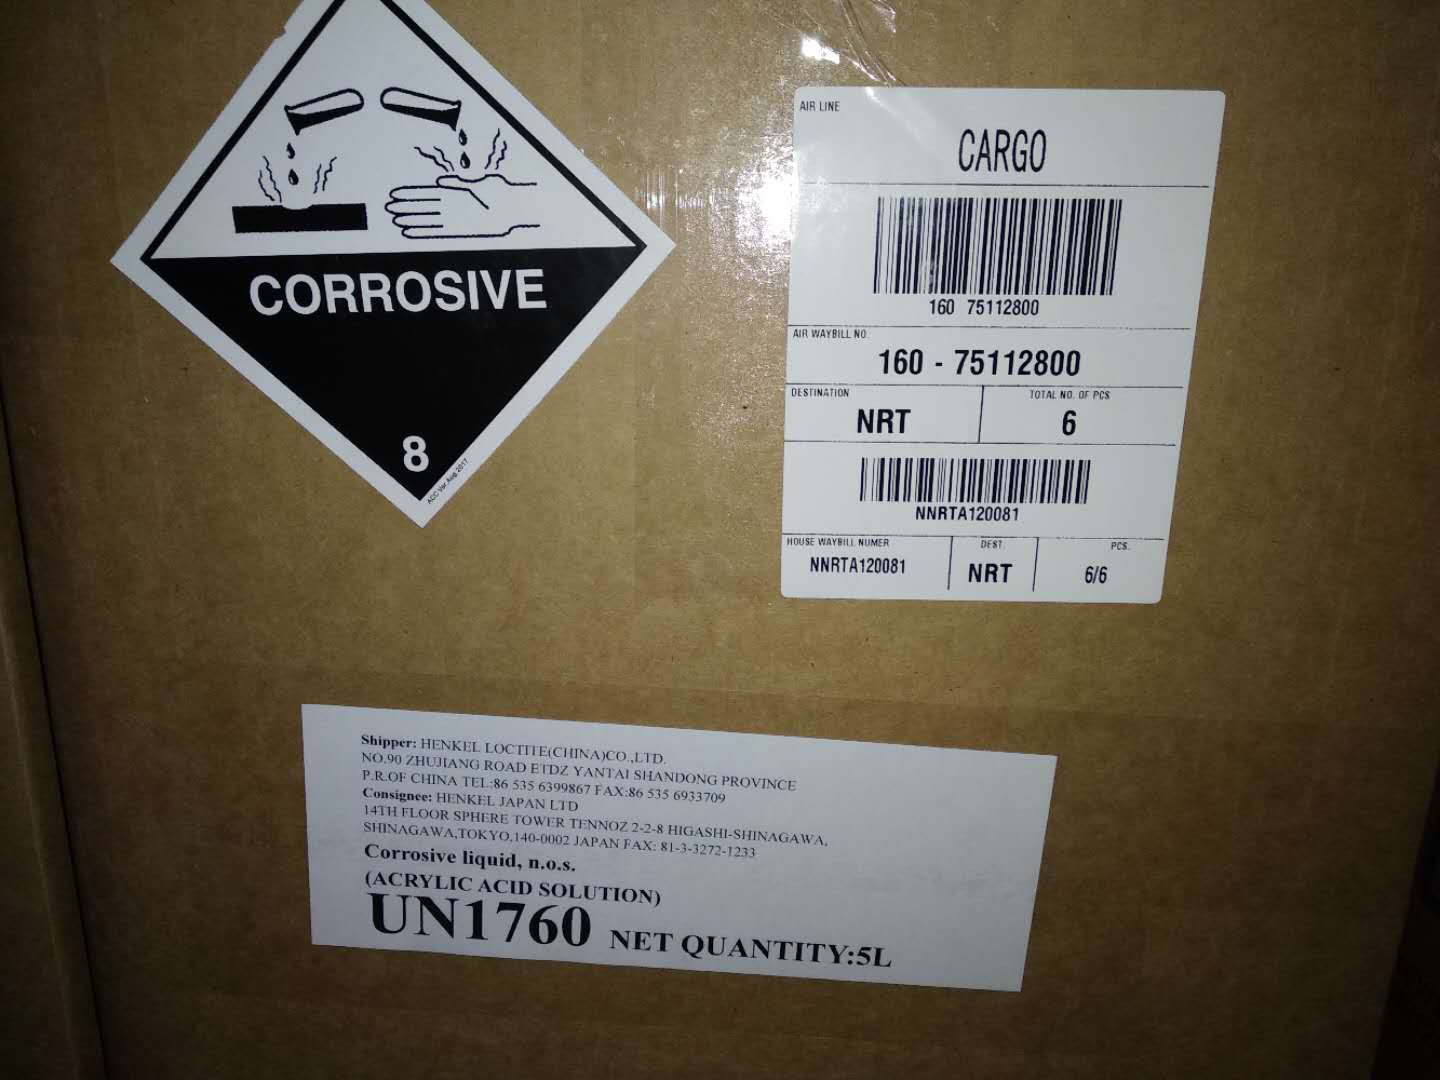 CORROSIVE
8
ACC Ver.Aug.2017
AIR LINE
CARGO
160 75112800
AIR WAYBILL NO.
160 - 75112800
DESTINATION
NRT
TOTAL NO. OF PCS
6
NNRTA120081
HOUSE WAYBILL NUMER
NNRTA120081
DEST.
NRT
PCS.
6/6
Shipper: HENKEL LOCTITE(CHINA)CO.,LTD.
NO.90 ZHUJIANG ROAD ETDZ YANTAI SHANDONG PROVINCE
P.R.OF CHINA TEL:86 535 6399867 FAX:86 535 6933709
Consignee: HENKEL JAPAN LTD
14TH FLOOR SPHERE TOWER TENNOZ 2-2-8 HIGASHI-SHINAGAWA,
SHINAGAWA,TOKYO,140-0002 JAPAN FAX: 81-3-3272-1233
Corrosive liquid, n.o.s.
(ACRYLIC ACID SOLUTION)
UN1760 NET QUANTITY:5L